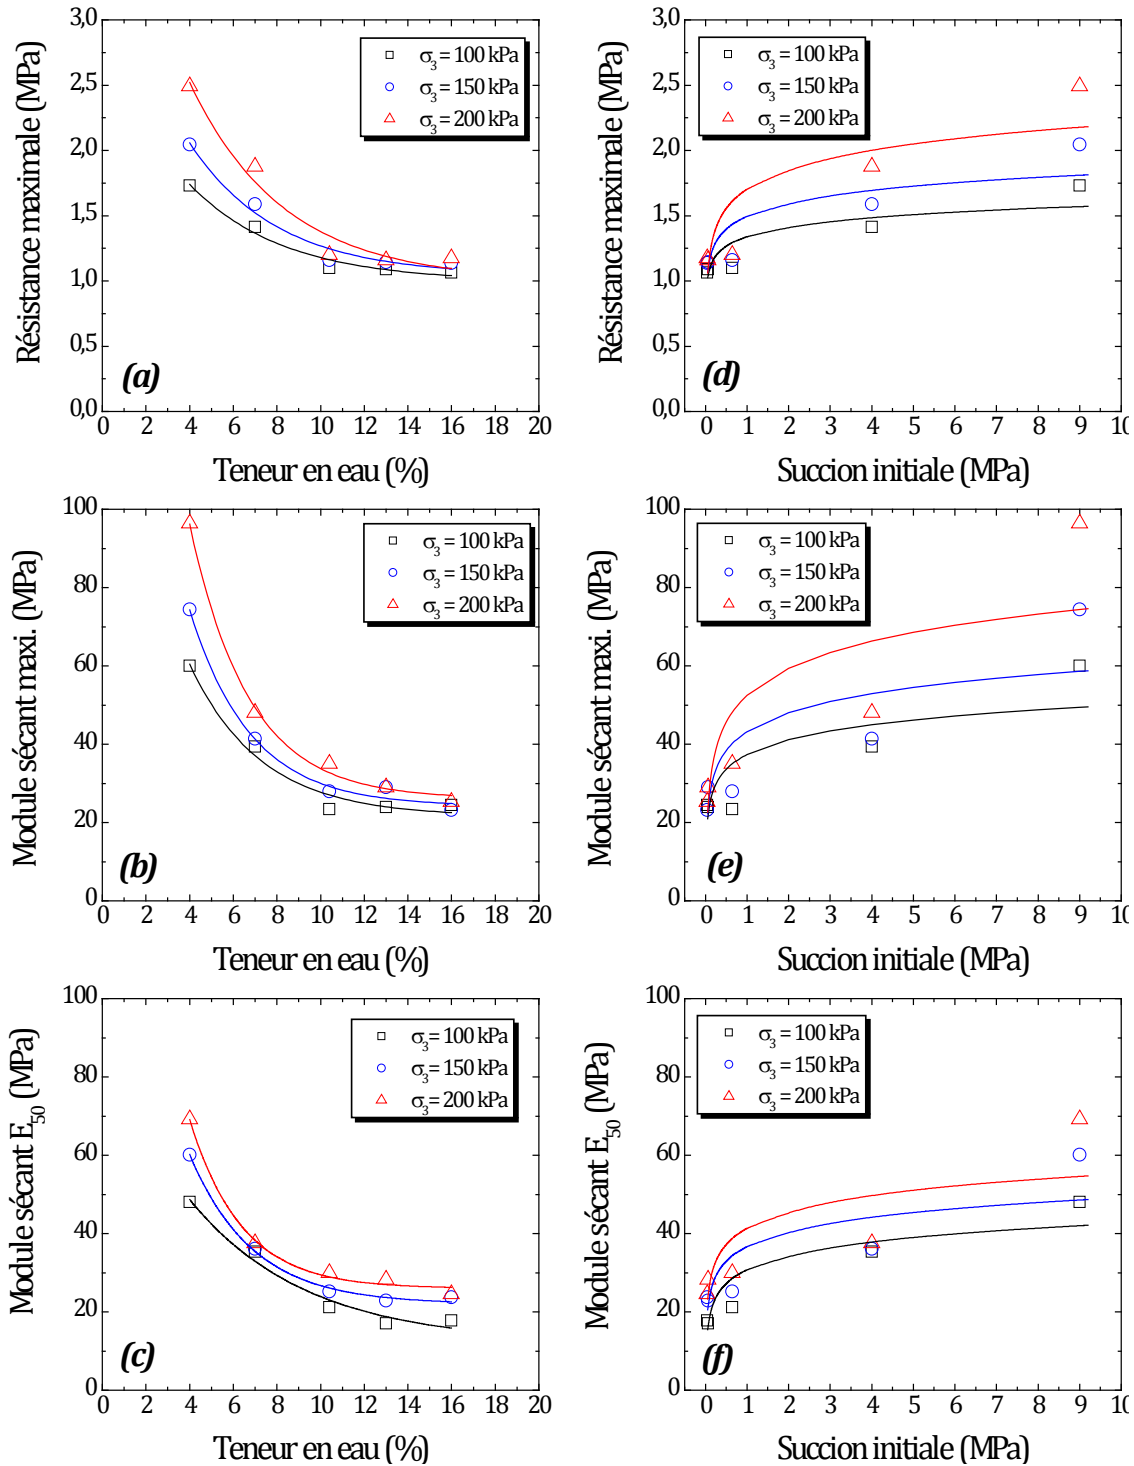 Résistance maximale (MPa)
3,0
2,5
2,0
1,5
1,0
0,5
0,0
σ3 = 100 kPa
σ3 = 150 kPa
σ3 = 200 kPa
(a)
0 2 4 6 8 10 12 14 16 18 20
Teneur en eau (%)
Résistance maximale (MPa)
3,0
2,5
2,0
1,5
1,0
0,5
0,0
σ3 = 100 kPa
σ3 = 150 kPa
σ3 = 200 kPa
(d)
0 0 1 2 3 4 5 6 7 8 9 10
Succion initiale (MPa)
Module sécant maxi. (MPa)
100
80
60
40
20
0
σ3 = 100 kPa
σ3 = 150 kPa
σ3 = 200 kPa
(b)
0 2 4 6 8 10 12 14 16 18 20
Teneur en eau (%)
Module sécant maxi. (MPa)
100
80
60
40
20
0
σ3 = 100 kPa
σ3 = 150 kPa
σ3 = 200 kPa
(e)
0 0 1 2 3 4 5 6 7 8 9 10
Succion initiale (MPa)
Module sécant E50 (MPa)
100
80
60
40
20
0
σ3 = 100 kPa
σ3 = 150 kPa
σ3 = 200 kPa
(c)
0 2 4 6 8 10 12 14 16 18 20
Teneur en eau (%)
Module sécant E50 (MPa)
100
80
60
40
20
0
σ3 = 100 kPa
σ3 = 150 kPa
σ3 = 200 kPa
(f)
0 0 1 2 3 4 5 6 7 8 9 10
Succion initiale (MPa)